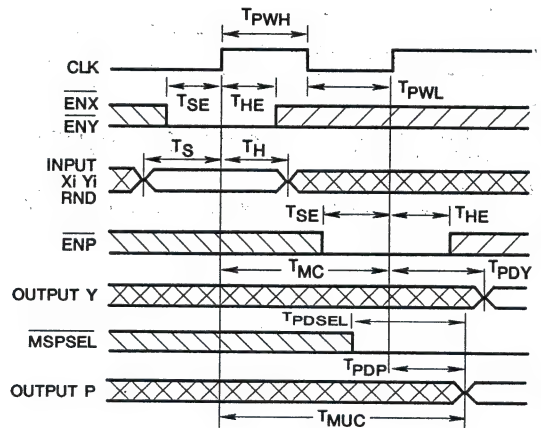 TPWH
CLK
TPWL
ENX
ENY
TSE THE
INPUT
Xi Yi
RND
TS TH
TSE THE
ENP
TMC TPDY
OUTPUT Y
TPDSEL
MSPSEL
TPDP
OUTPUT P
TMUC